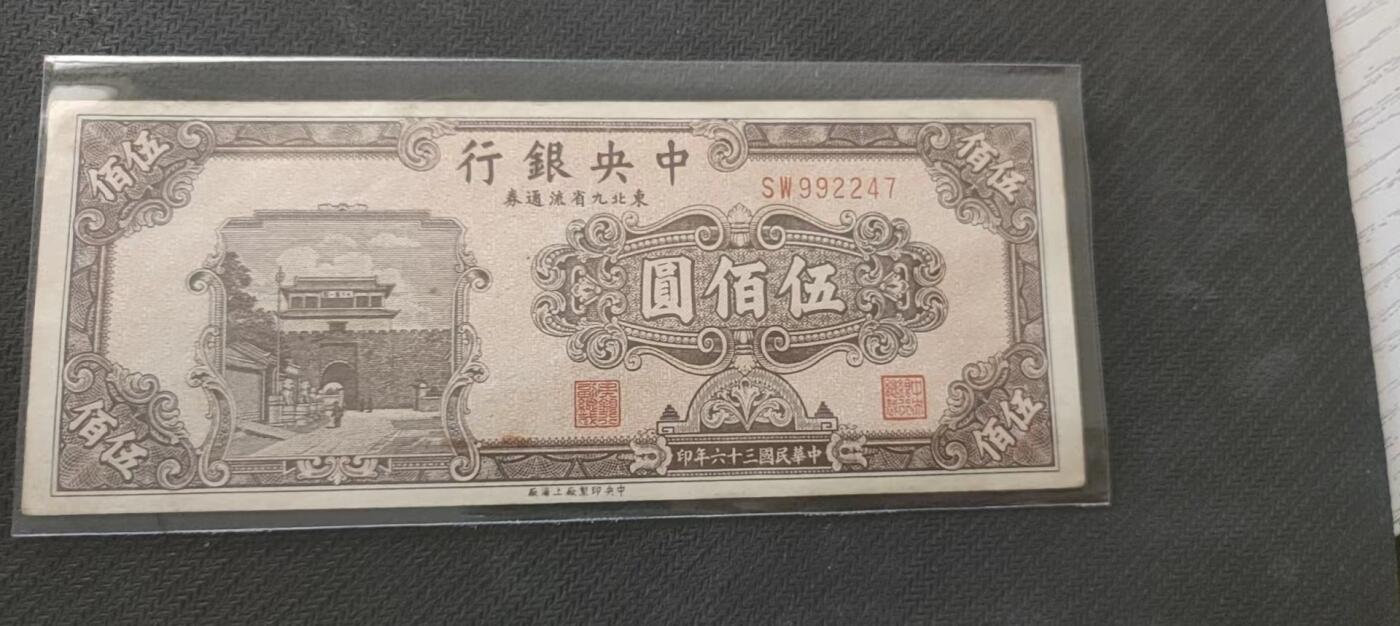 中央銀行
東北九省流通券
SW992247
伍佰
伍佰
伍佰圓
伍佰
伍佰
中華民國三十六年印
中央印製廠上海廠